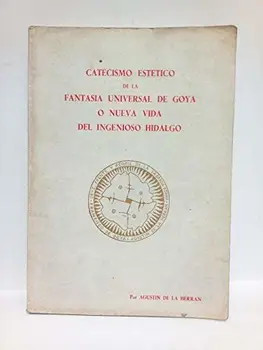 CATECISMO ESTETICO
DE LA
FANTASIA UNIVERSAL DE GOYA
O NUEVA VIDA
DEL INGENIOSO HIDALGO
Por AGUSTIN DE LA HERRAN